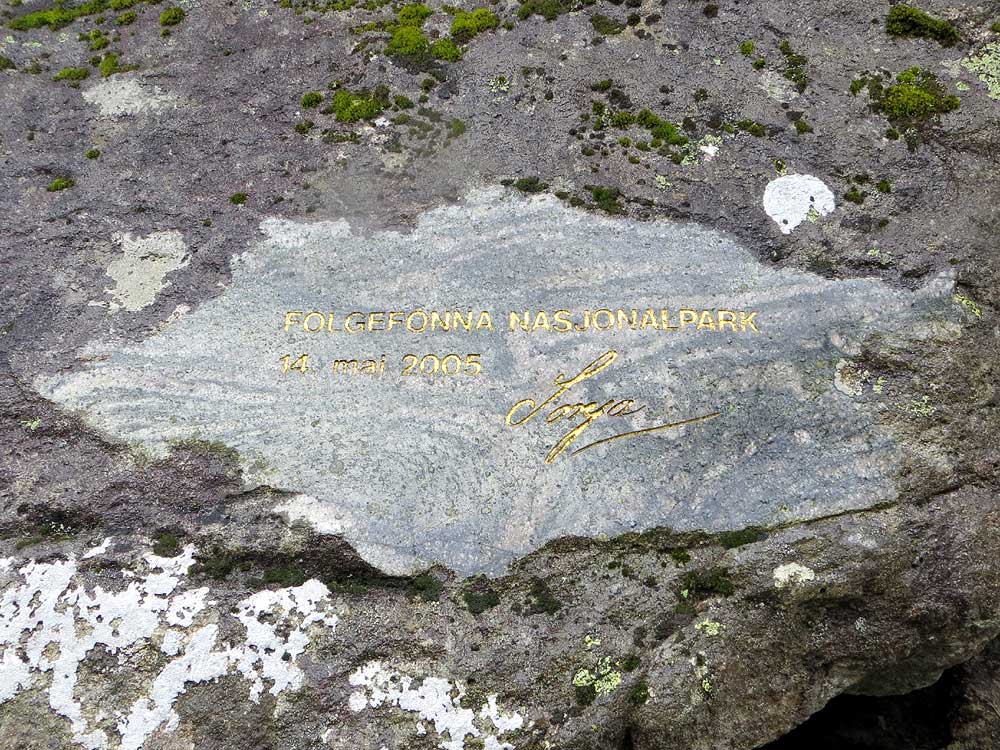 FOLGEFONNA NASJONALPARK
14. mai 2005
Sonja